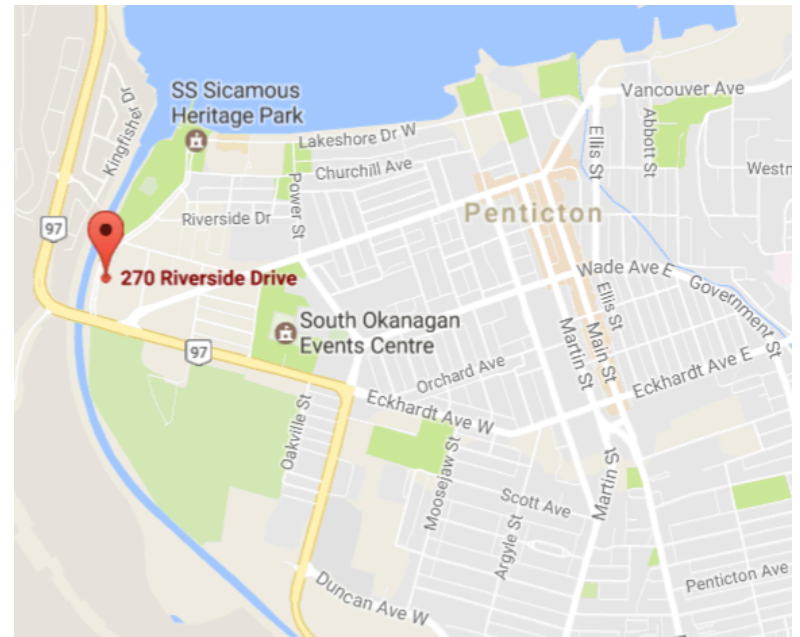 SS Sicamous
Heritage Park
Kingfisher Dr
Lakeshore Dr W
Churchill Ave
Power St
Riverside Dr
Vancouver Ave
Abbott St
Ellis St
Westm
Penticton
97
270 Riverside Drive
Wade Ave E
Government St
Ellis St
Main St
Martin St
South Okanagan
Events Centre
97
Orchard Ave
Eckhardt Ave E
Eckhardt Ave W
Oakville St
Moosejaw St
Scott Ave
Argyle St
Martin St
Duncan Ave W
Penticton Ave